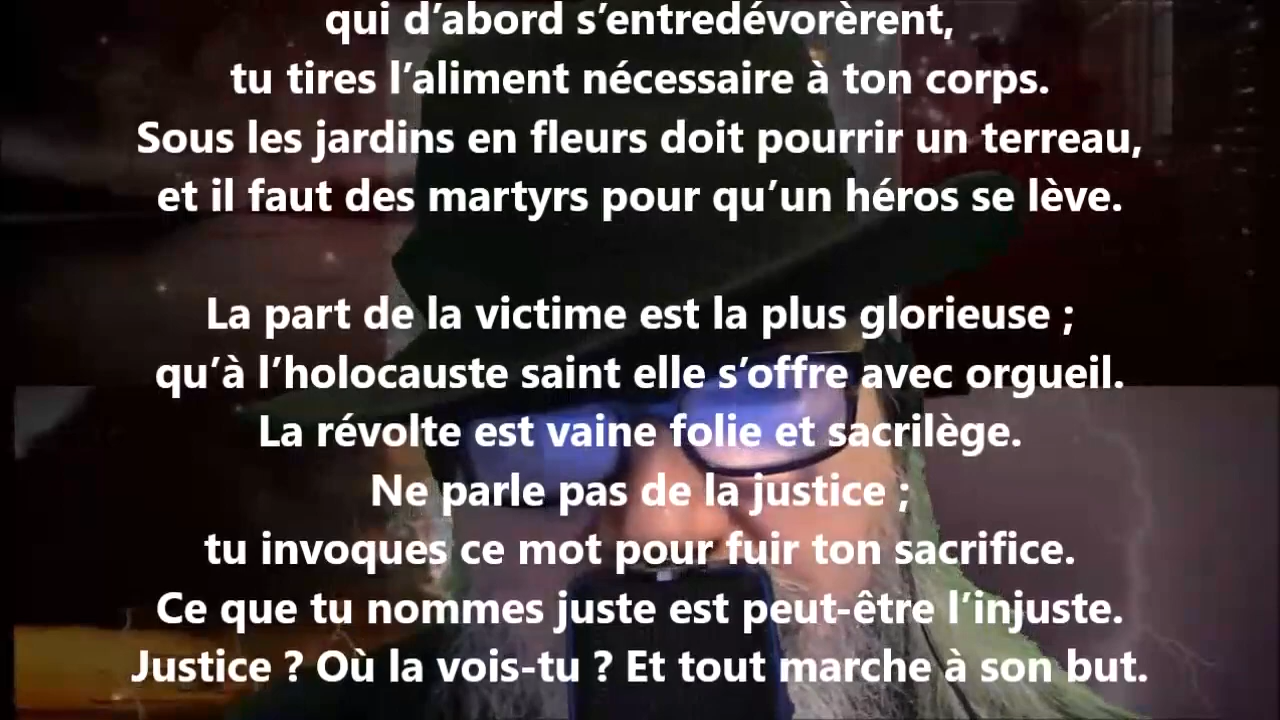 qui d’abord s’entredévorèrent,
tu tires l’aliment nécessaire à ton corps.
Sous les jardins en fleurs doit pourrir un terreau,
et il faut des martyrs pour qu’un héros se lève.
La part de la victime est la plus glorieuse ;
qu’à l’holocauste saint elle s’offre avec orgueil.
La révolte est vaine folie et sacrilège.
Ne parle pas de la justice ;
tu invoques ce mot pour fuir ton sacrifice.
Ce que tu nommes juste est peut-être l’injuste.
Justice ? Où la vois-tu ? Et tout marche à son but.